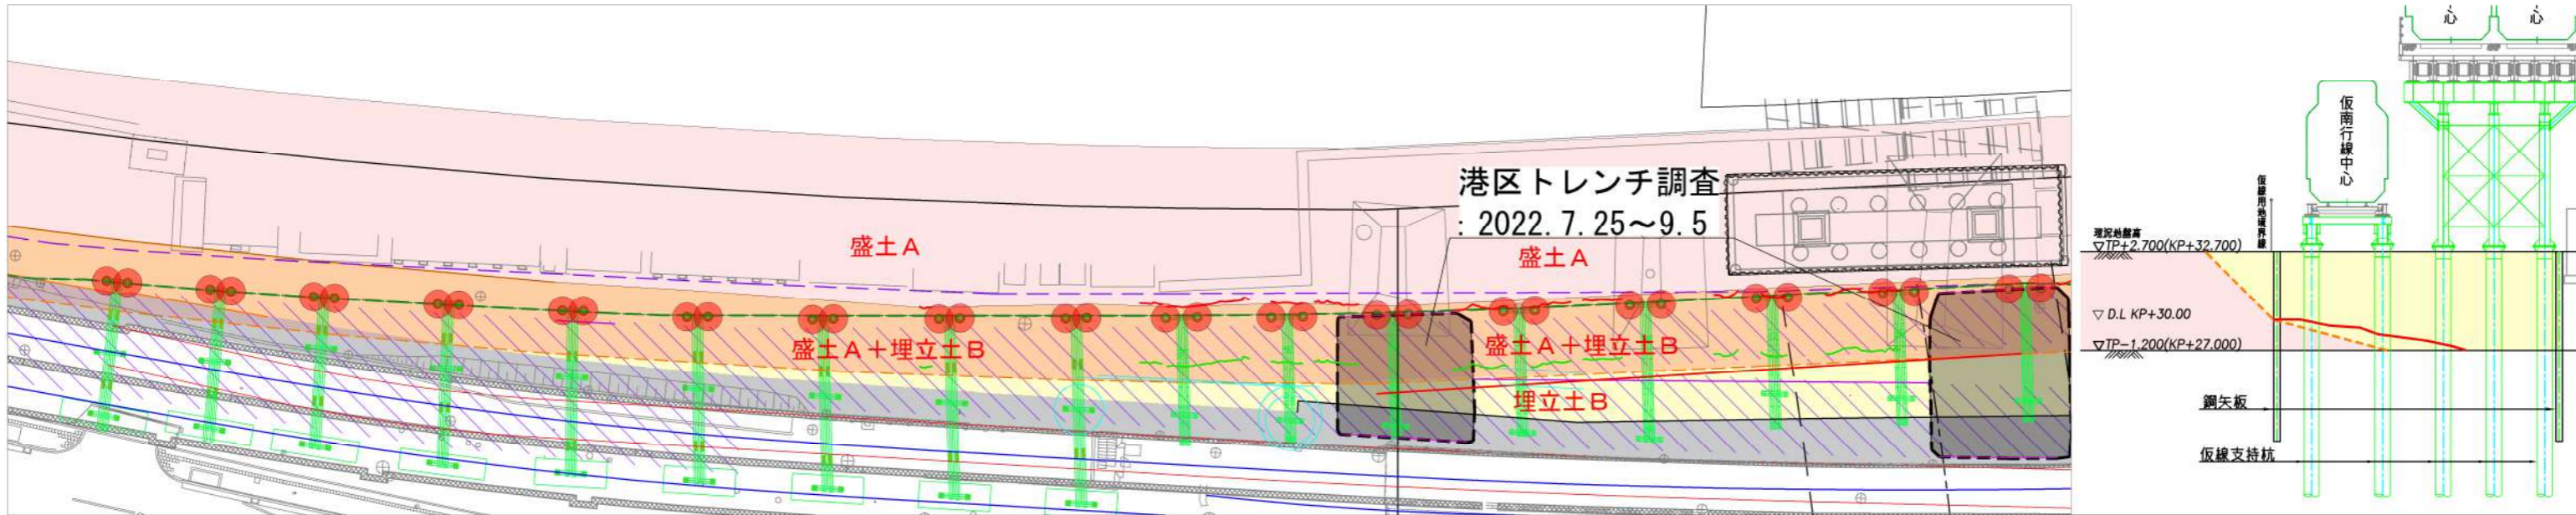 盛土A
港区トレンチ調査
: 2022.7.25～9.5
盛土A
盛土A＋埋立土B
盛土A＋埋立土B
埋立土B
心
心
仮南行線中心
仮線用地境界線
現況地盤高
▽TP+2.700(KP+32.700)
▽ D.L KP+30.00
▽TP-1.200(KP+27.000)
鋼矢板
仮線支持杭